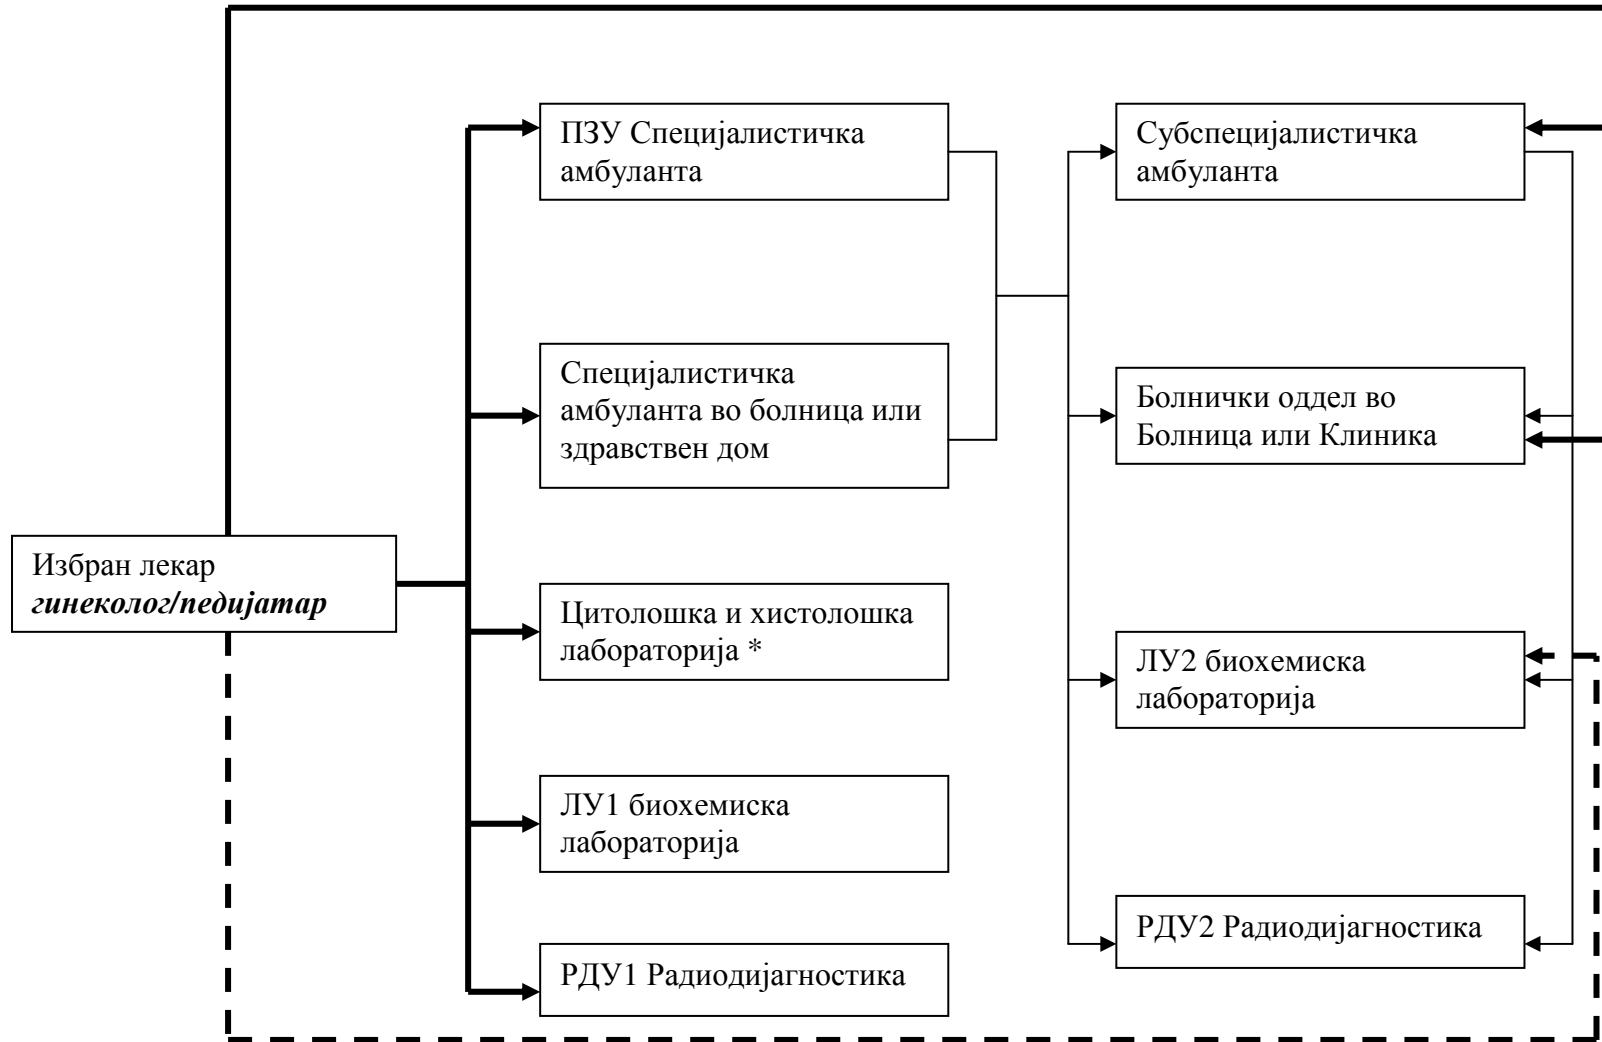 ПЗУ Специјалистичка
амбуланта
Субспецијалистичка
амбуланта
Специјалистичка
амбуланта во болница или
здравствен дом
Болнички оддел во
Болница или Клиника
Избран лекар
гинеколог/педијатар
Цитолошка и хистолошка
лабораторија *
ЛУ2 биохемиска
лабораторија
ЛУ1 биохемиска
лабораторија
РДУ2 Радиодијагностика
РДУ1 Радиодијагностика